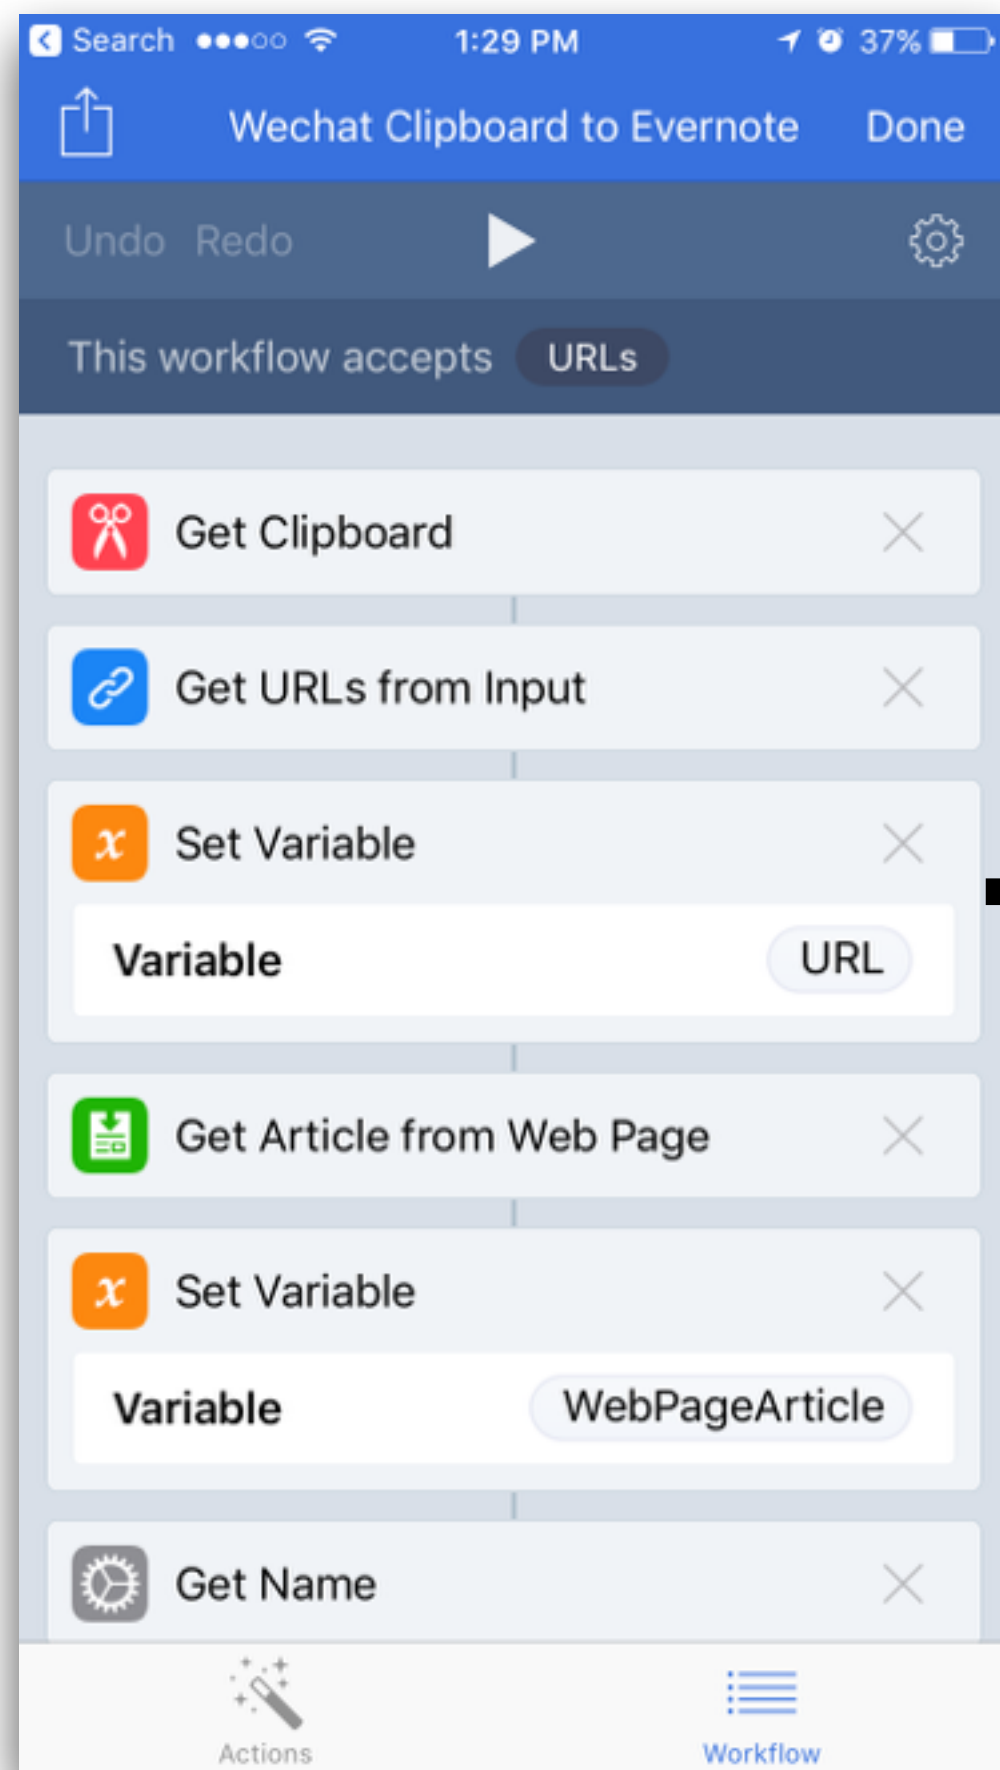 Search 1:29 PM 37%
Wechat Clipboard to Evernote Done
Undo Redo
This workflow accepts URLs
Get Clipboard
Get URLs from Input
x Set Variable
Variable URL
Get Article from Web Page
x Set Variable
Variable WebPageArticle
Get Name
Actions Workflow